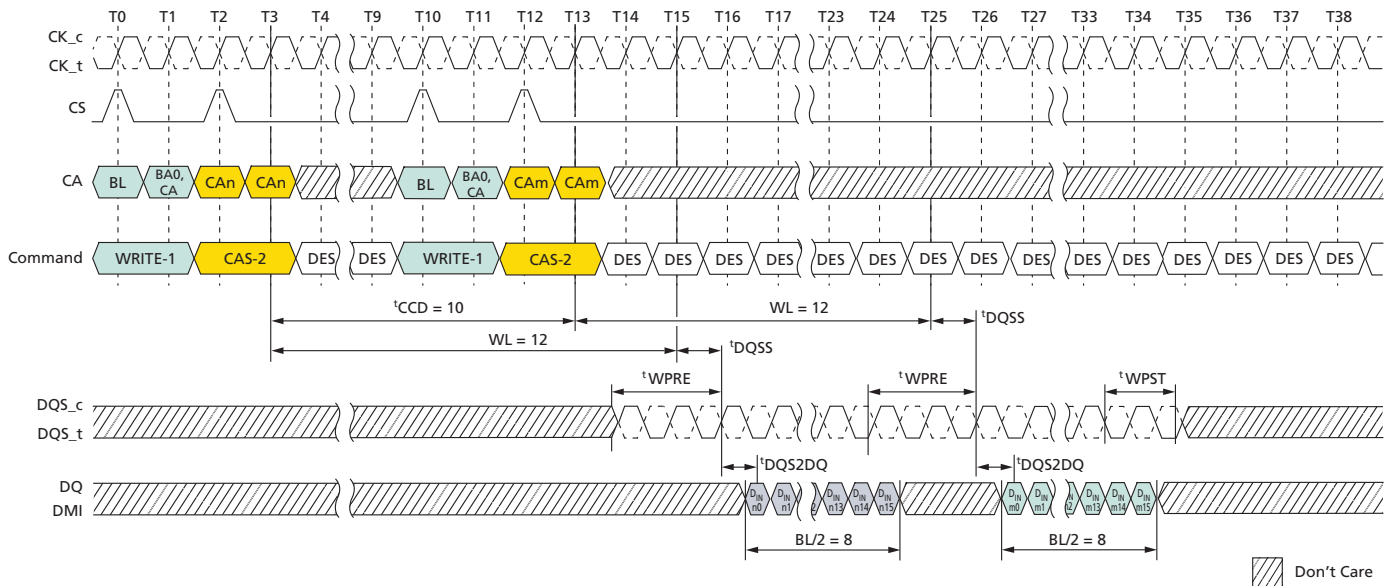 T0 T1 T2 T3 T4 T9 T10 T11 T12 T13 T14 T15 T16 T17 T23 T24 T25 T26 T27 T33 T34 T35 T36 T37 T38
CK_c
CK_t
CS
CA BL BA0, CA CAn CAn BL BA0, CA CAm CAm
Command WRITE-1 CAS-2 DES DES WRITE-1 CAS-2 DES DES DES DES DES DES DES DES DES DES DES DES DES DES DES
tCCD = 10 WL = 12 tDQSS
WL = 12 tDQSS
tWPRE tWPRE tWPST
DQS_c
DQS_t
tDQS2DQ tDQS2DQ
DQ
DMI
DIN n0 DIN n1 DIN n13 DIN n14 DIN n15 DIN m0 DIN m1 DIN m13 DIN m14 DIN m15
BL/2 = 8 BL/2 = 8
Don't Care